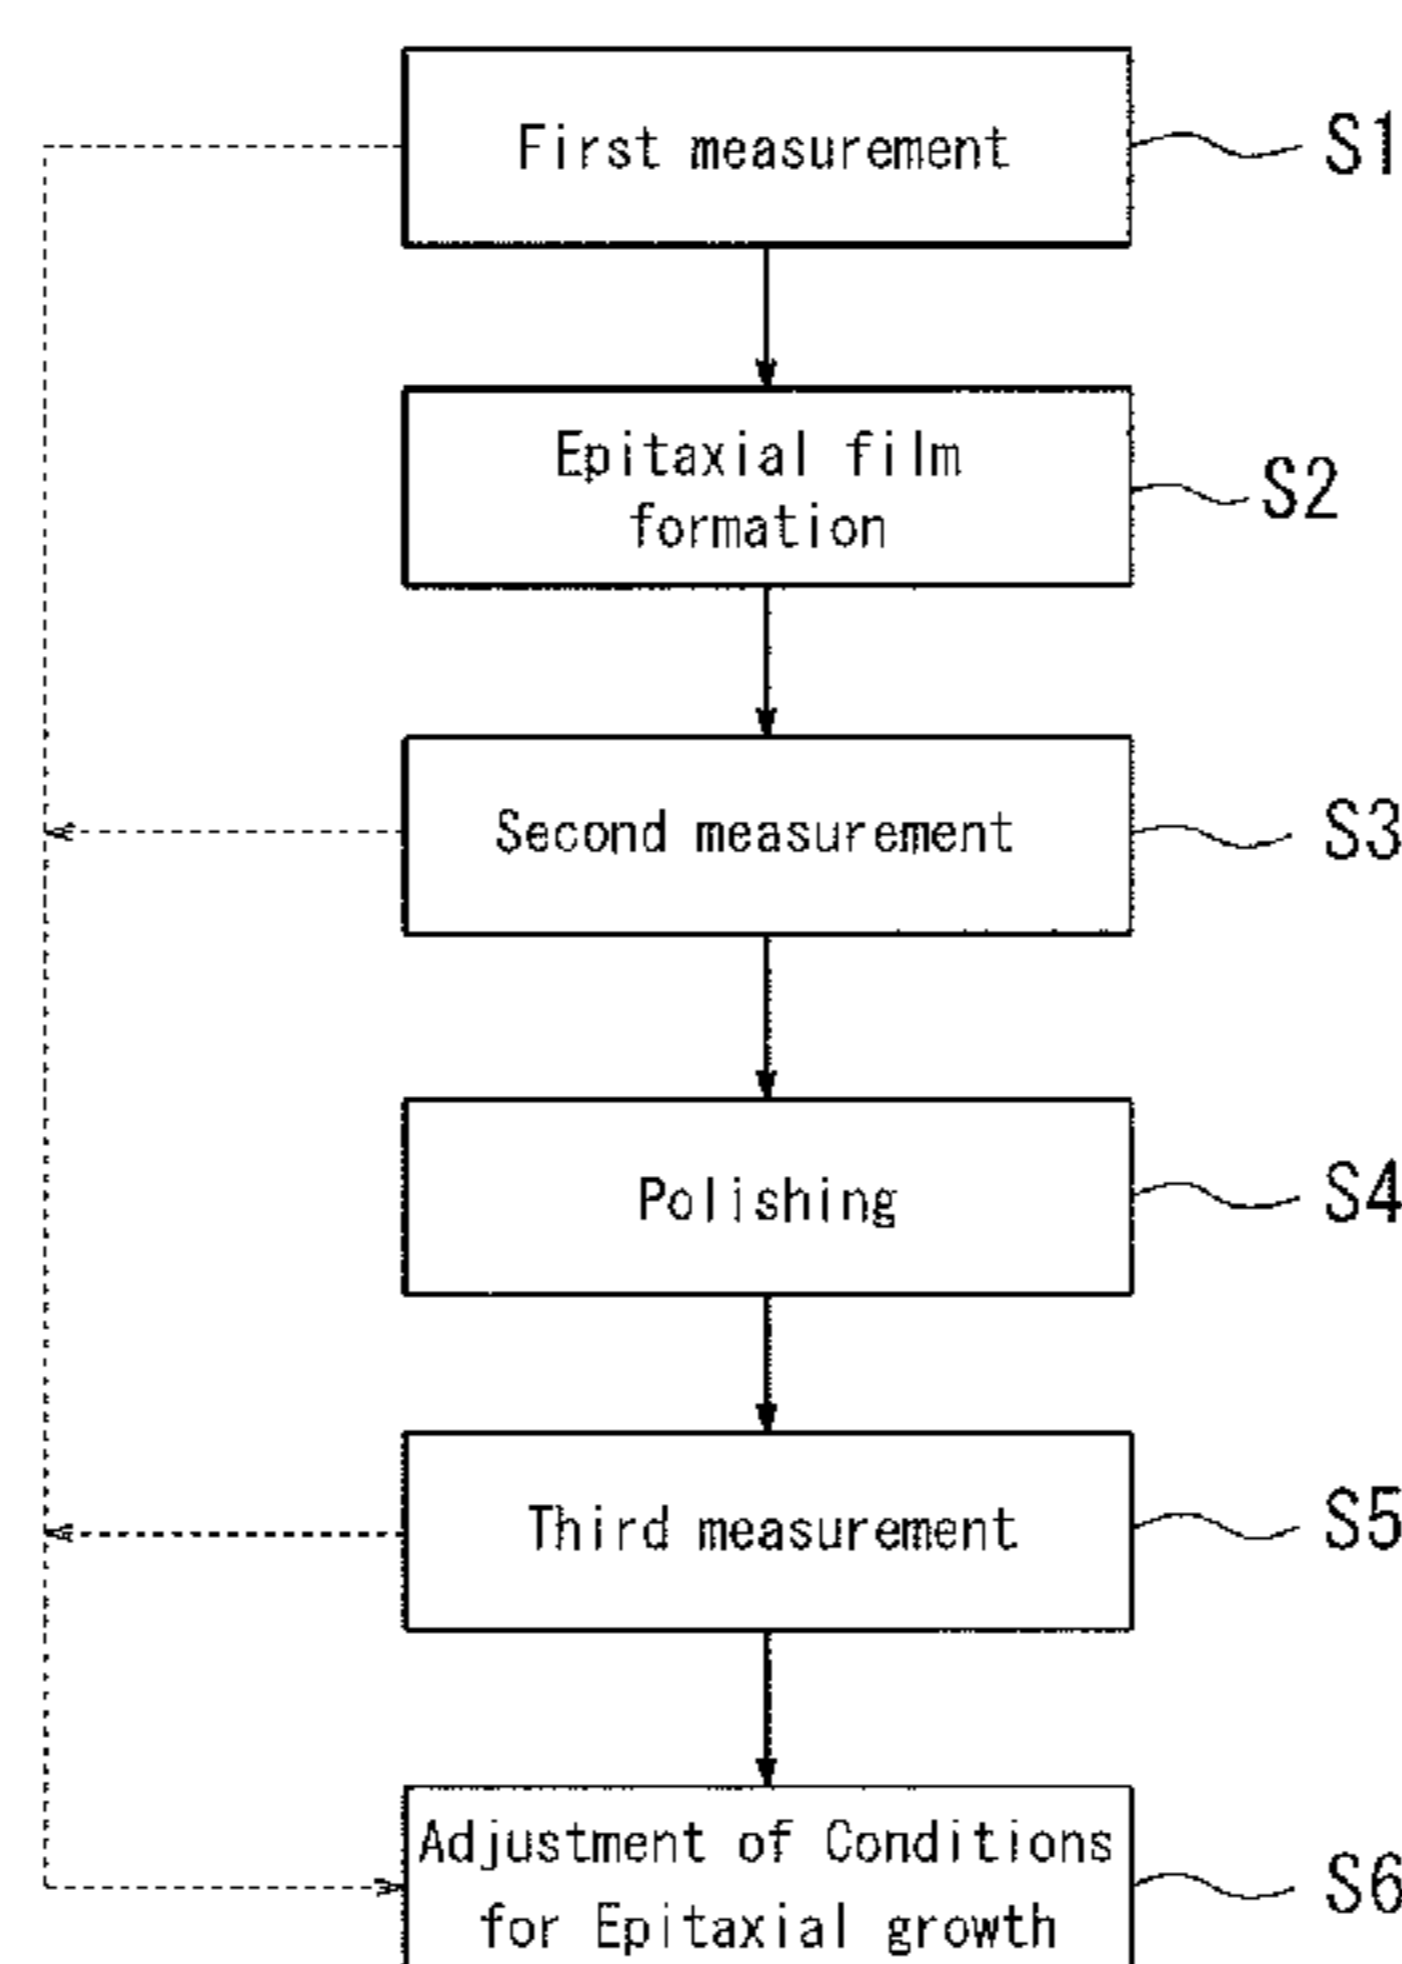 First measurement
S1
Epitaxial film
formation
S2
Second measurement
S3
Polishing
S4
Third measurement
S5
Adjustment of Conditions
for Epitaxial growth
S6